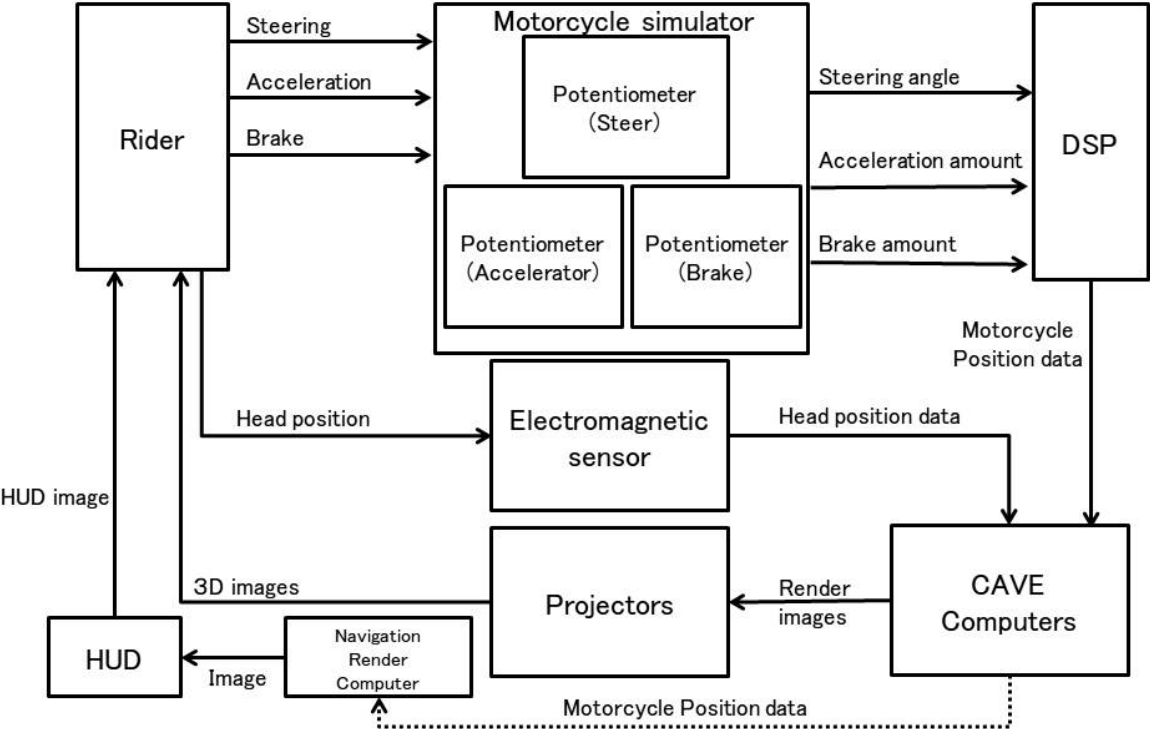 Motorcycle simulator
Steering
Acceleration
Brake
Rider
Potentiometer
(Steer)
Potentiometer
(Accelerator)
Potentiometer
(Brake)
Steering angle
Acceleration amount
Brake amount
DSP
Motorcycle
Position data
Head position
Electromagnetic
sensor
Head position data
HUD image
3D images
Projectors
Render
images
CAVE
Computers
HUD
Image
Navigation
Render
Computer
Motorcycle Position data